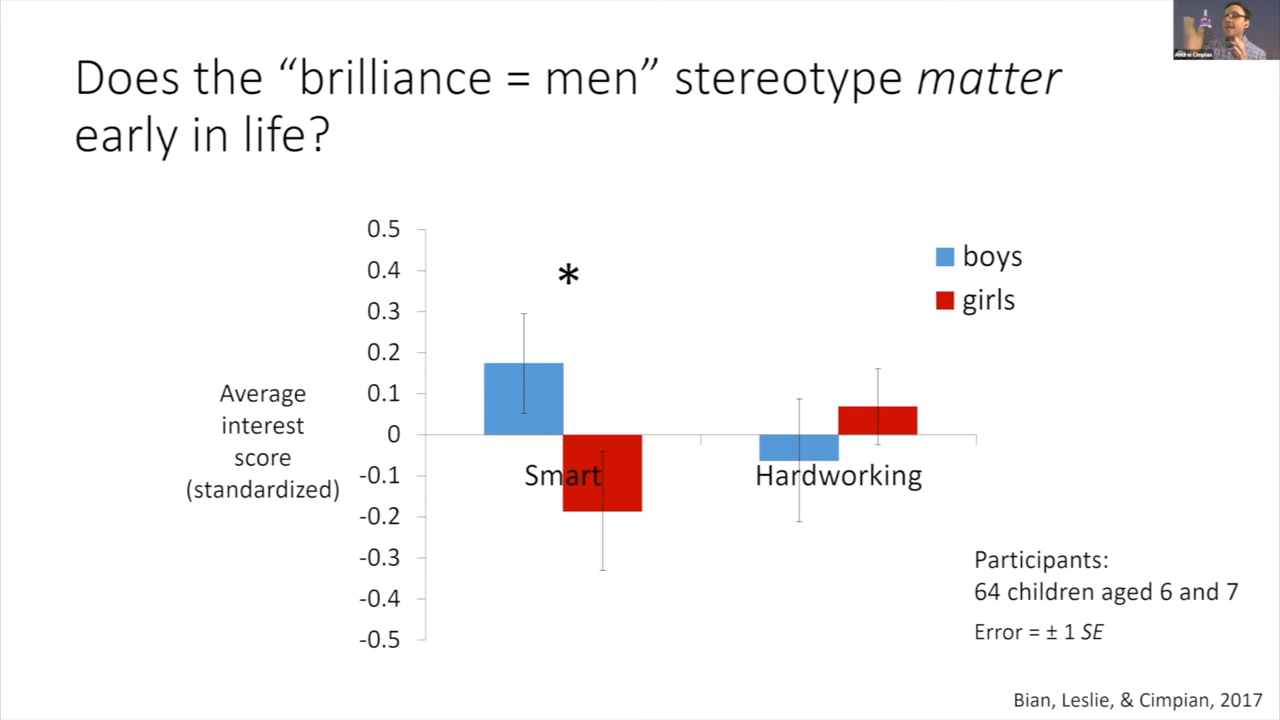 Andrei Cimpian
Does the “brilliance = men” stereotype matter
early in life?
0.5
0.4
0.3
0.2
0.1
0
-0.1
-0.2
-0.3
-0.4
-0.5
Average
interest
score
(standardized)
*
boys
girls
Smart
Hardworking
Participants:
64 children aged 6 and 7
Error = ± 1 SE
Bian, Leslie, & Cimpian, 2017